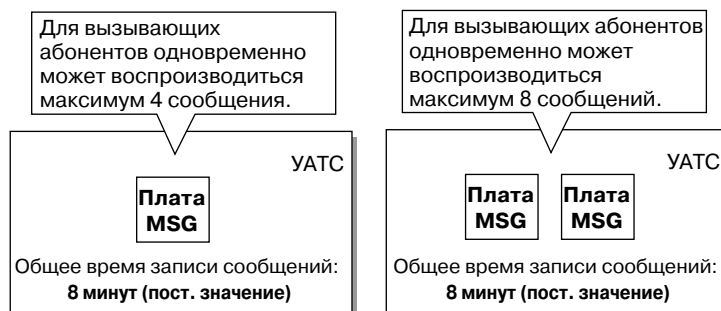 Для вызывающих
абонентов одновременно
может воспроизводиться
максимум 4 сообщения.
УАТС
Плата
MSG
Общее время записи сообщений:
8 минут (пост. значение)
Для вызывающих абонентов
одновременно может
воспроизводиться
максимум 8 сообщений.
УАТС
Плата
MSG
Плата
MSG
Общее время записи сообщений:
8 минут (пост. значение)